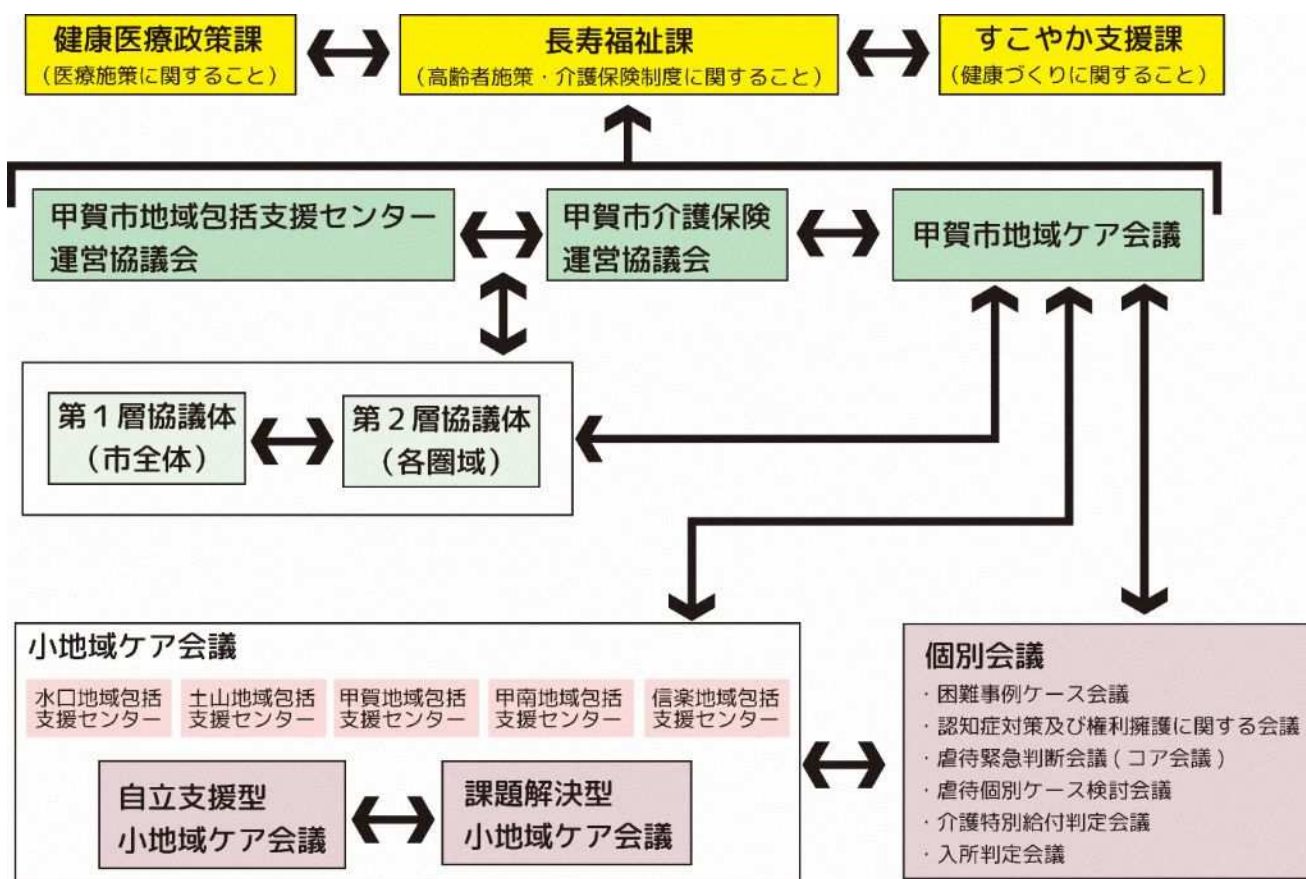 健康医療政策課
（医療施策に関すること）
長寿福祉課
（高齢者施策・介護保険制度に関すること）
すこやか支援課
（健康づくりに関すること）
甲賀市地域包括支援センター
運営協議会
甲賀市介護保険
運営協議会
甲賀市地域ケア会議
第１層協議体
（市全体）
第２層協議体
（各圏域）
小地域ケア会議
水口地域包括
支援センター
土山地域包括
支援センター
甲賀地域包括
支援センター
甲南地域包括
支援センター
信楽地域包括
支援センター
自立支援型
小地域ケア会議
課題解決型
小地域ケア会議
個別会議
・困難事例ケース会議
・認知症対策及び権利擁護に関する会議
・虐待緊急判断会議(コア会議)
・虐待個別ケース検討会議
・介護特別給付判定会議
・入所判定会議